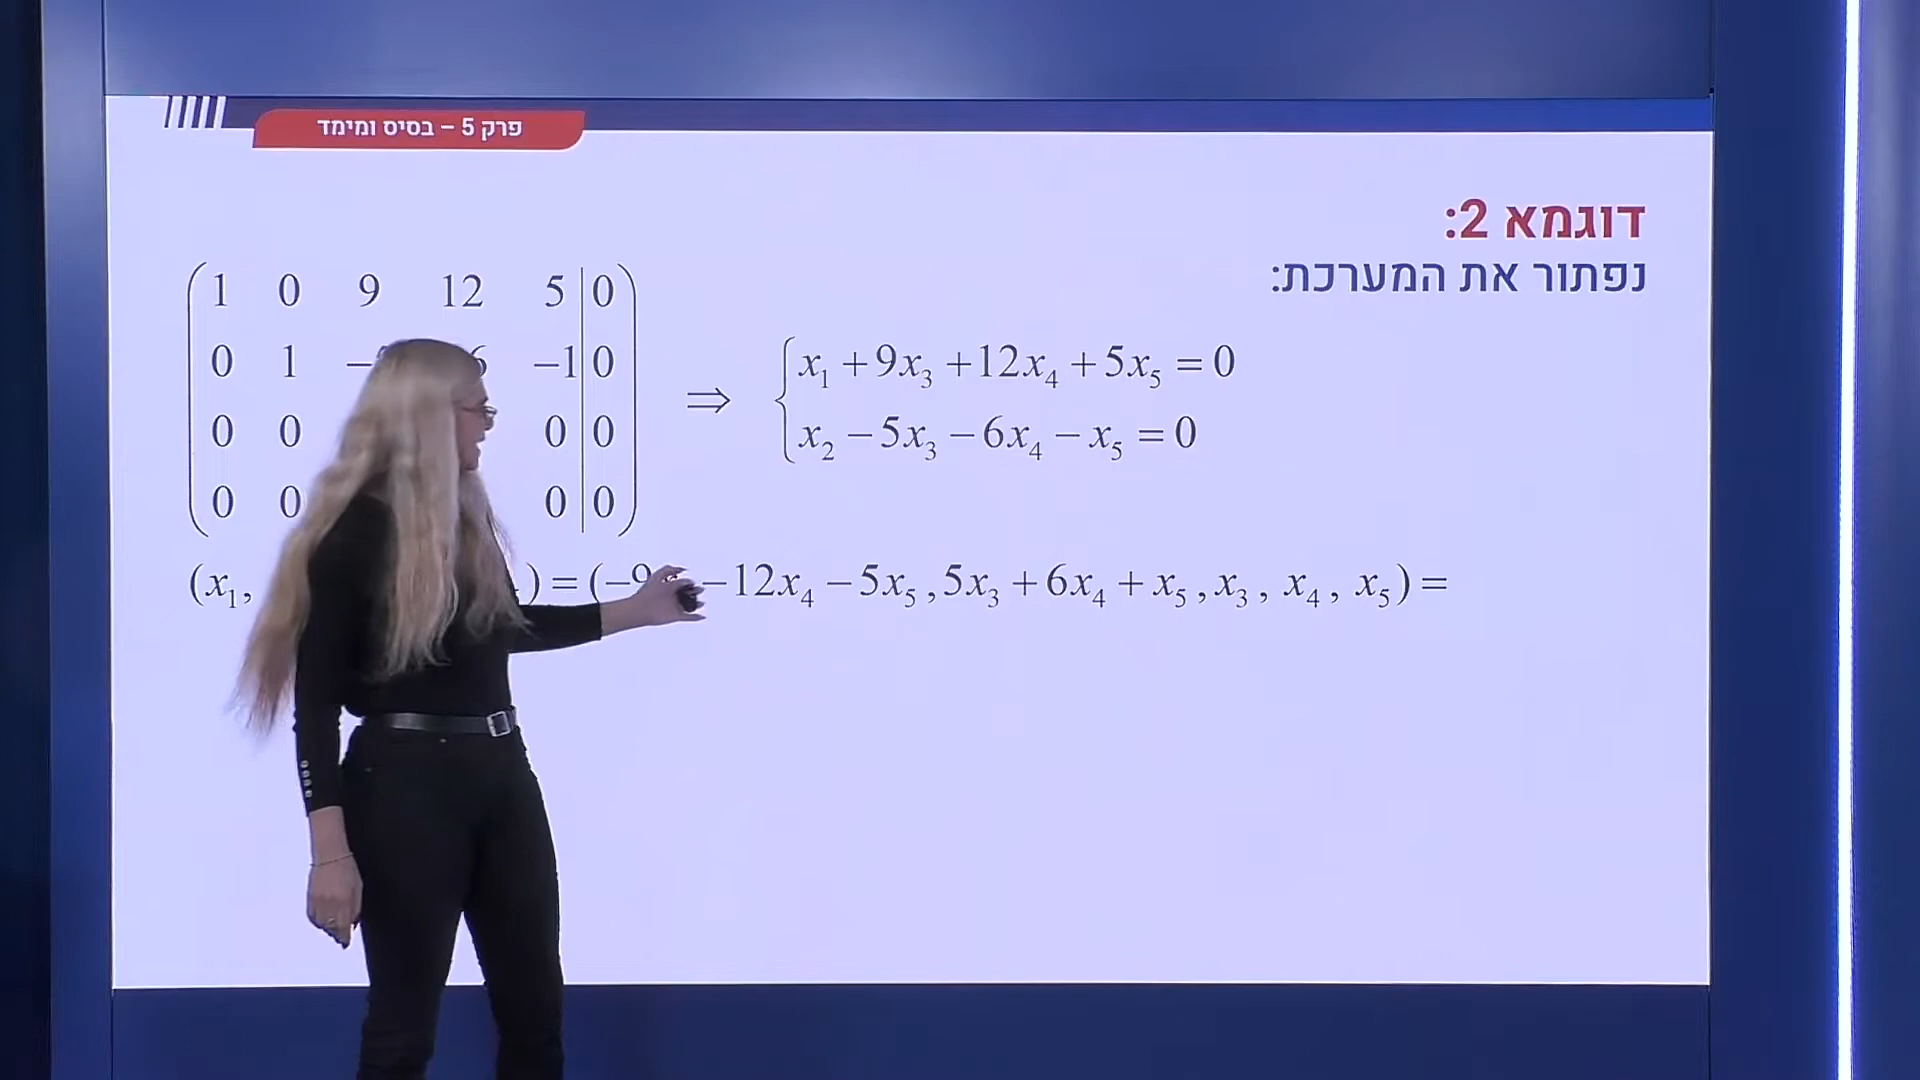 פרק 5 – בסיס ומימד
דוגמא 2:
נפתור את המערכת:
1 0 9 12 5 | 0
0 1 – 6 –1 | 0
0 0 0 | 0
0 0 0 | 0
⇒
x₁ + 9x₃ + 12x₄ + 5x₅ = 0
x₂ – 5x₃ – 6x₄ – x₅ = 0
(x₁, ) = (–9 – 12x₄ – 5x₅ , 5x₃ + 6x₄ + x₅ , x₃ , x₄ , x₅) =